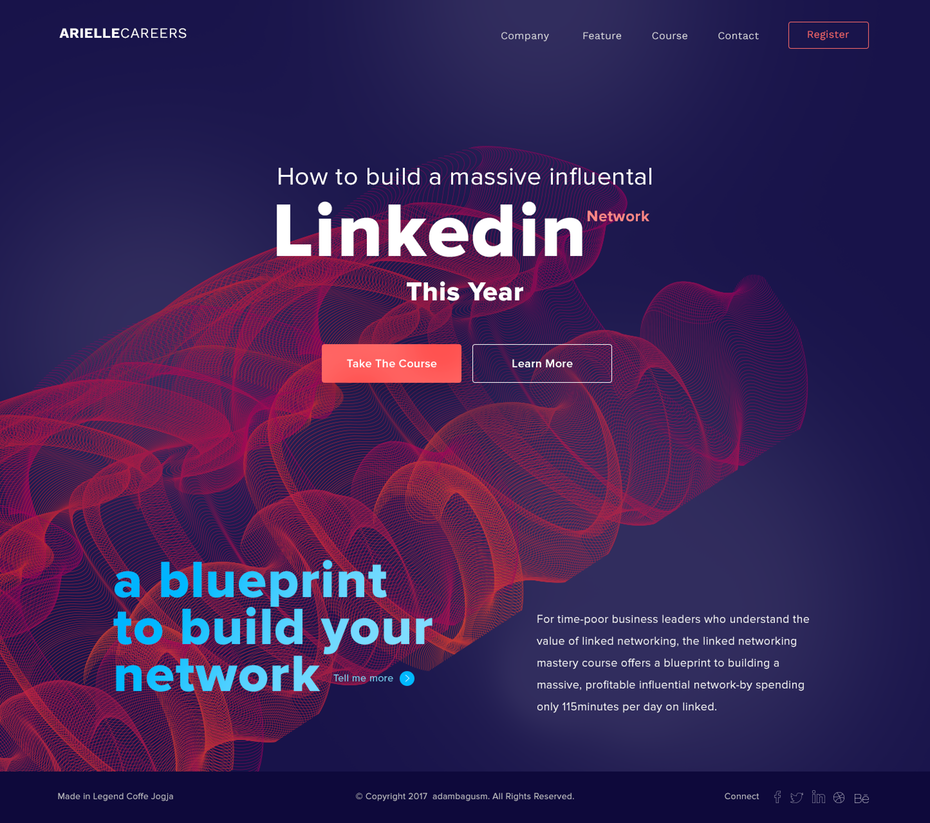 ARIELLECAREERS
Company Feature Course Contact Register
How to build a massive influental
Linkedin Network
This Year
Take The Course Learn More
a blueprint
to build your
network Tell me more
For time-poor business leaders who understand the
value of linked networking, the linked networking
mastery course offers a blueprint to building a
massive, profitable influential network-by spending
only 115minutes per day on linked.
Made in Legend Coffe Jogja © Copyright 2017 adambagusm. All Rights Reserved. Connect f in Bē